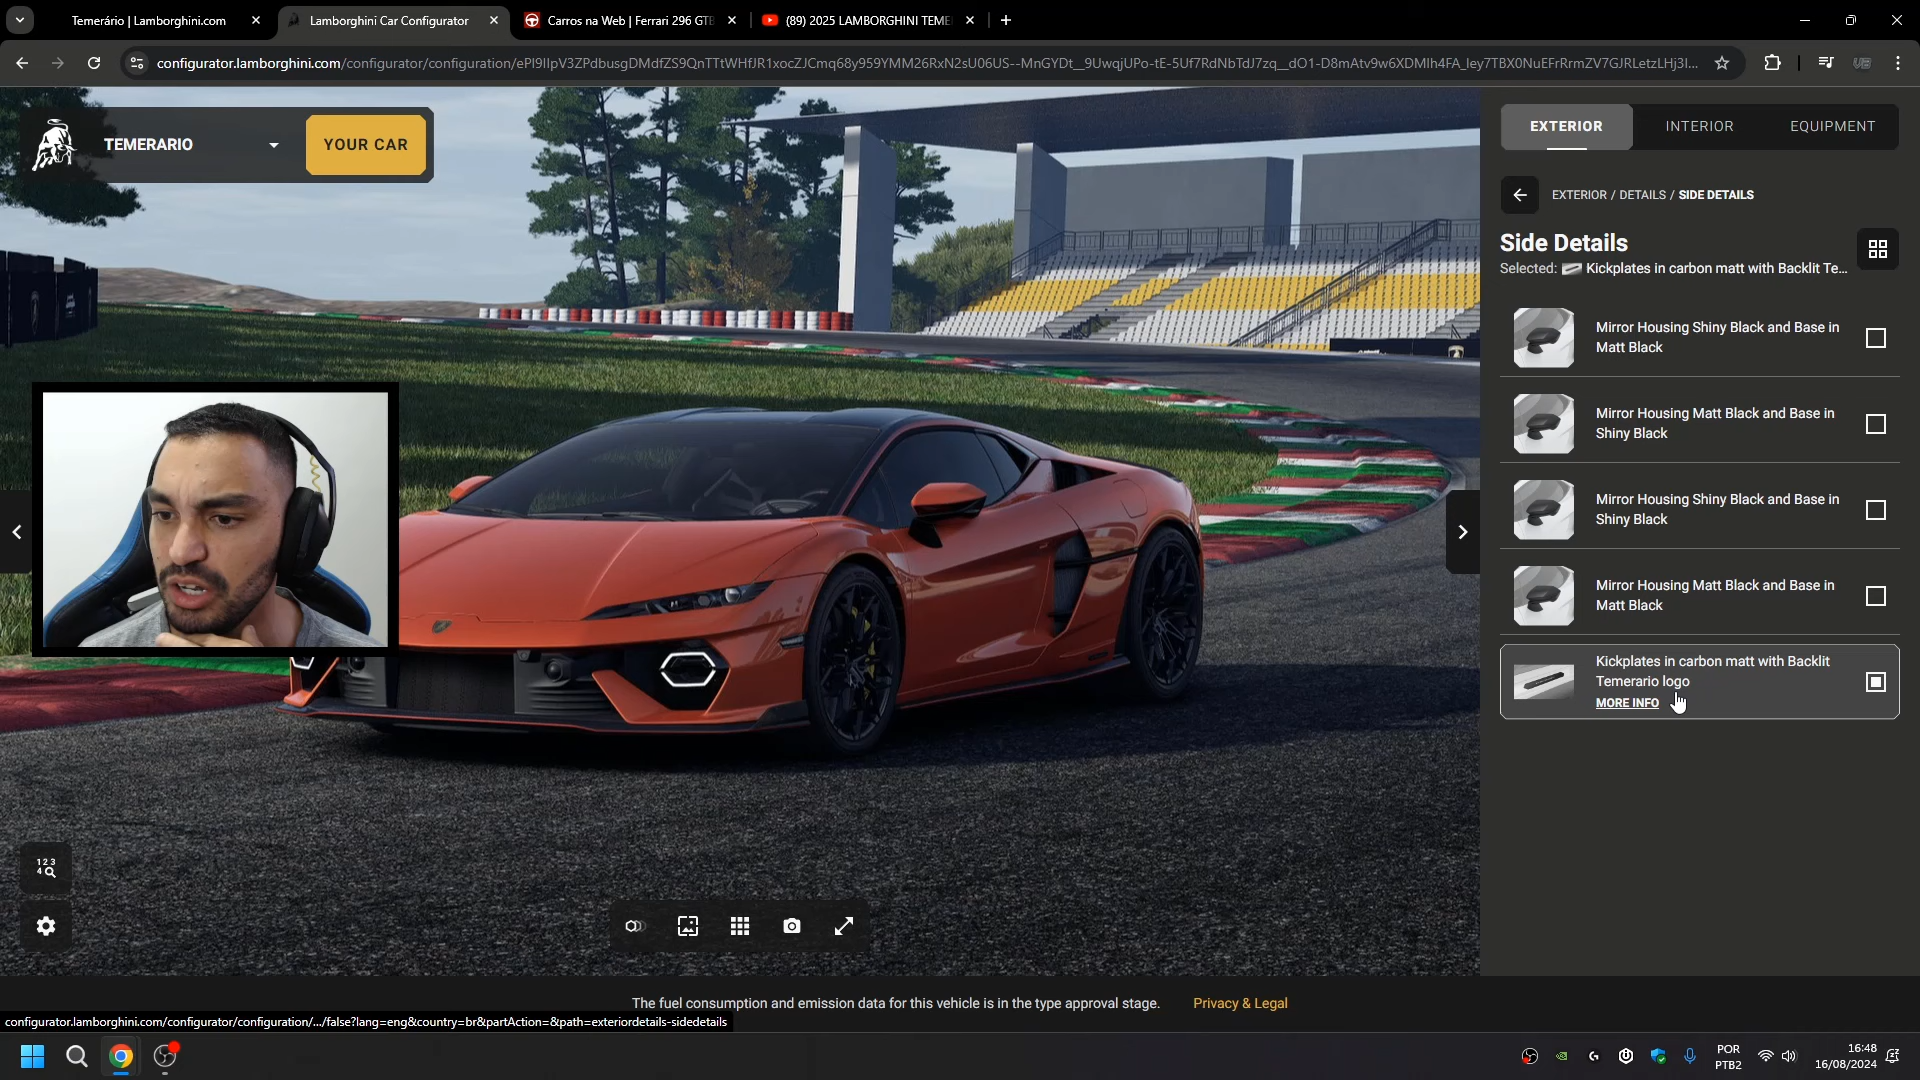 Temerário | Lamborghini.com
Lamborghini Car Configurator
Carros na Web | Ferrari 296 GTB
(89) 2025 LAMBORGHINI TEME
configurator.lamborghini.com/configurator/configuration/
TEMERARIO
YOUR CAR
EXTERIOR
INTERIOR
EQUIPMENT
EXTERIOR / DETAILS / SIDE DETAILS
Side Details
Selected: Kickplates in carbon matt with Backlit Te...
Mirror Housing Shiny Black and Base in
Matt Black
Mirror Housing Matt Black and Base in
Shiny Black
Mirror Housing Shiny Black and Base in
Shiny Black
Mirror Housing Matt Black and Base in
Matt Black
Kickplates in carbon matt with Backlit
Temerario logo
MORE INFO
1 2 3
4
The fuel consumption and emission data for this vehicle is in the type approval stage.
Privacy & Legal
configurator.lamborghini.com/configurator/configuration/.../false?lang=eng&country=br&partAction=&path=exteriordetails-sidedetails
POR
PTB2
16:48
16/08/2024